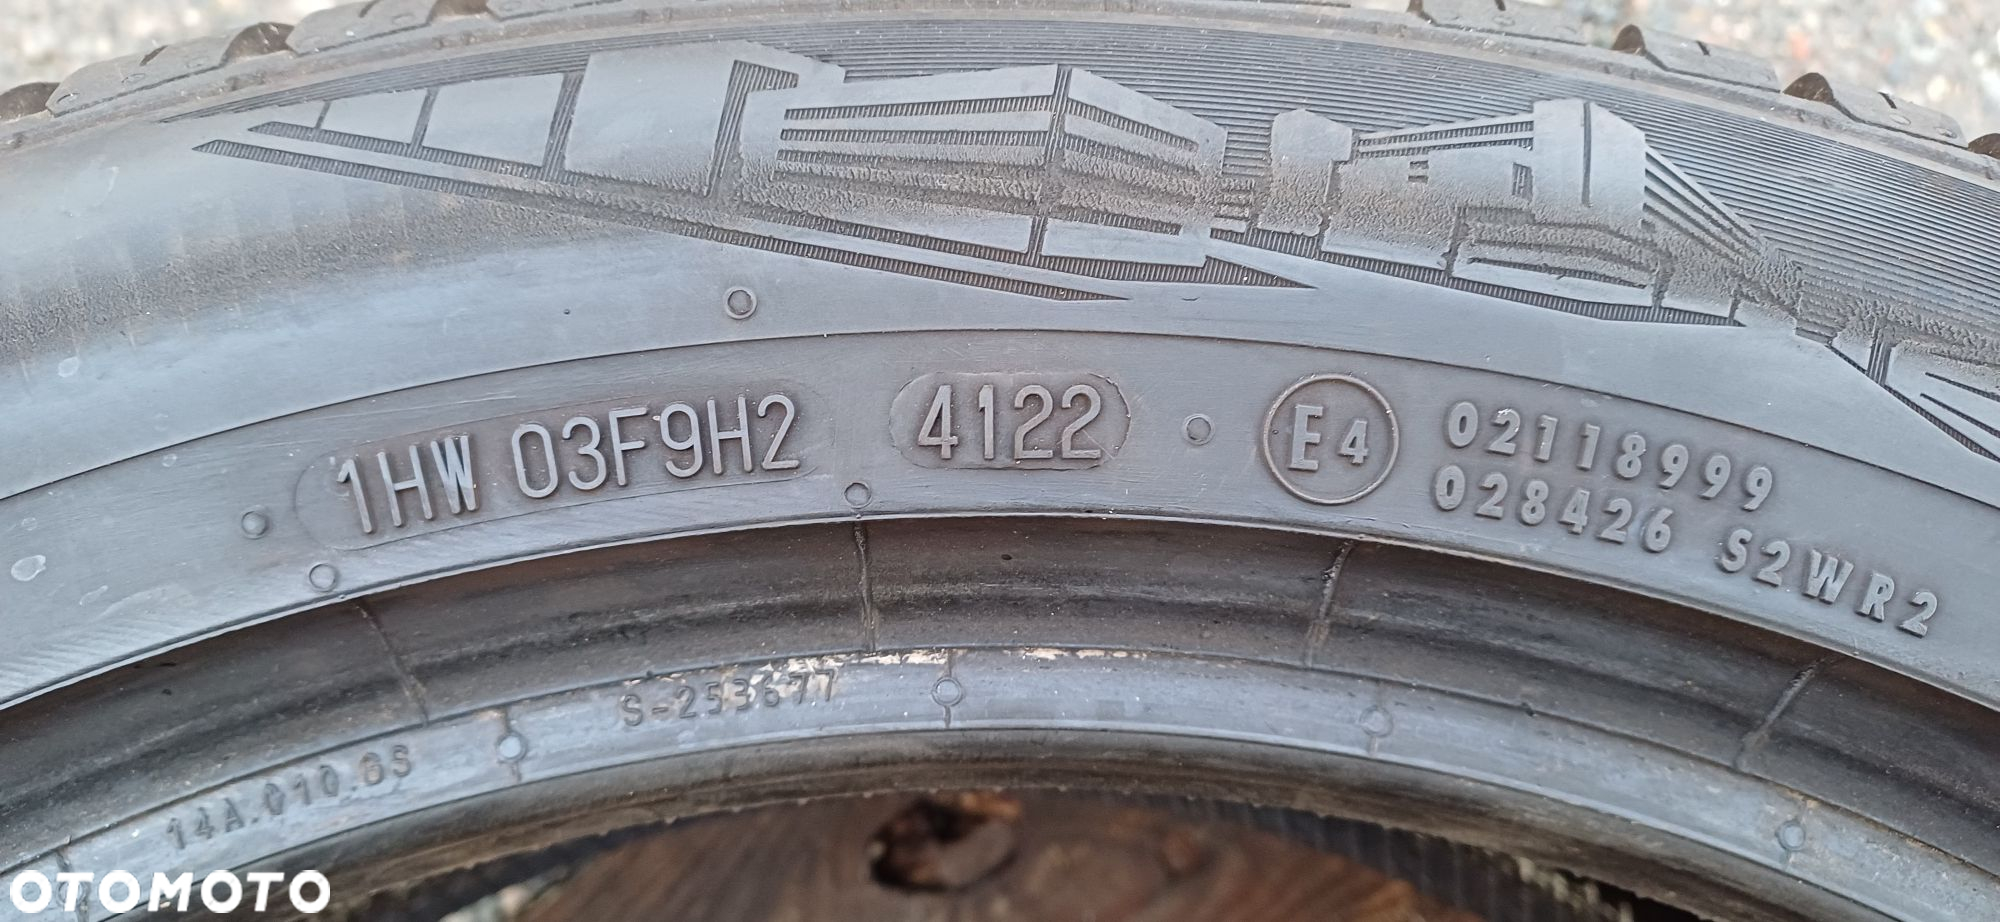 1HW 03F9H2 4122 E4 02118999
028426 S2WR2
S-253677
14A.010.6S
OTOMOTO